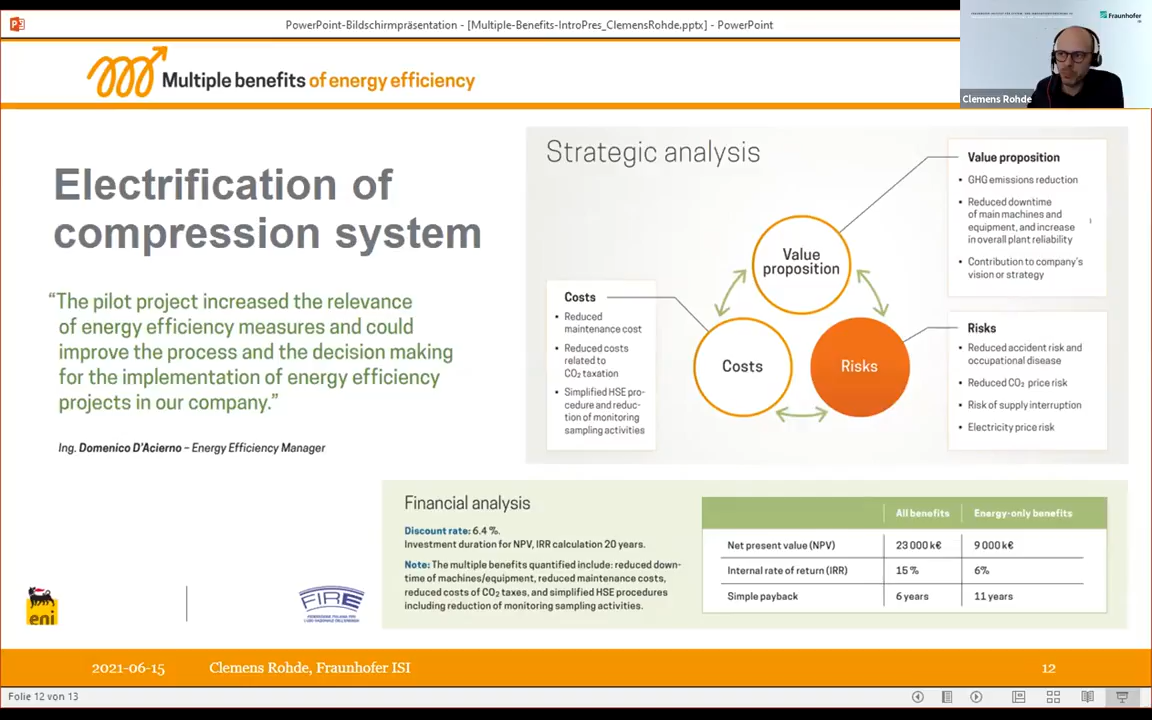 PowerPoint-Bildschirmpräsentation - [Multiple-Benefits-IntroPres_ClemensRohde.pptx] - PowerPoint
Fraunhofer
Clemens Rohde
Multiple benefits of energy efficiency
Electrification of
compression system
“The pilot project increased the relevance
of energy efficiency measures and could
improve the process and the decision making
for the implementation of energy efficiency
projects in our company.”
Ing. Domenico D'Acierno – Energy Efficiency Manager
Strategic analysis
Value
proposition
Costs
Risks
Value proposition
• GHG emissions reduction
• Reduced downtime
of main machines and
equipment, and increase
in overall plant reliability
• Contribution to company's
vision or strategy
Costs
• Reduced
maintenance cost
• Reduced costs
related to
CO₂ taxation
• Simplified HSE pro-
cedure and reduc-
tion of monitoring
sampling activities
Risks
• Reduced accident risk and
occupational disease
• Reduced CO₂ price risk
• Risk of supply interruption
• Electricity price risk
Financial analysis
Discount rate: 6.4 %.
Investment duration for NPV, IRR calculation 20 years.
Note: The multiple benefits quantified include: reduced down-
time of machines/equipment, reduced maintenance costs,
reduced costs of CO₂ taxes, and simplified HSE procedures
including reduction of monitoring sampling activities.
All benefits Energy-only benefits
Net present value (NPV) 23 000 k€ 9 000 k€
Internal rate of return (IRR) 15 % 6%
Simple payback 6 years 11 years
eni
FIRE
2021-06-15 Clemens Rohde, Fraunhofer ISI 12
Folie 12 von 13